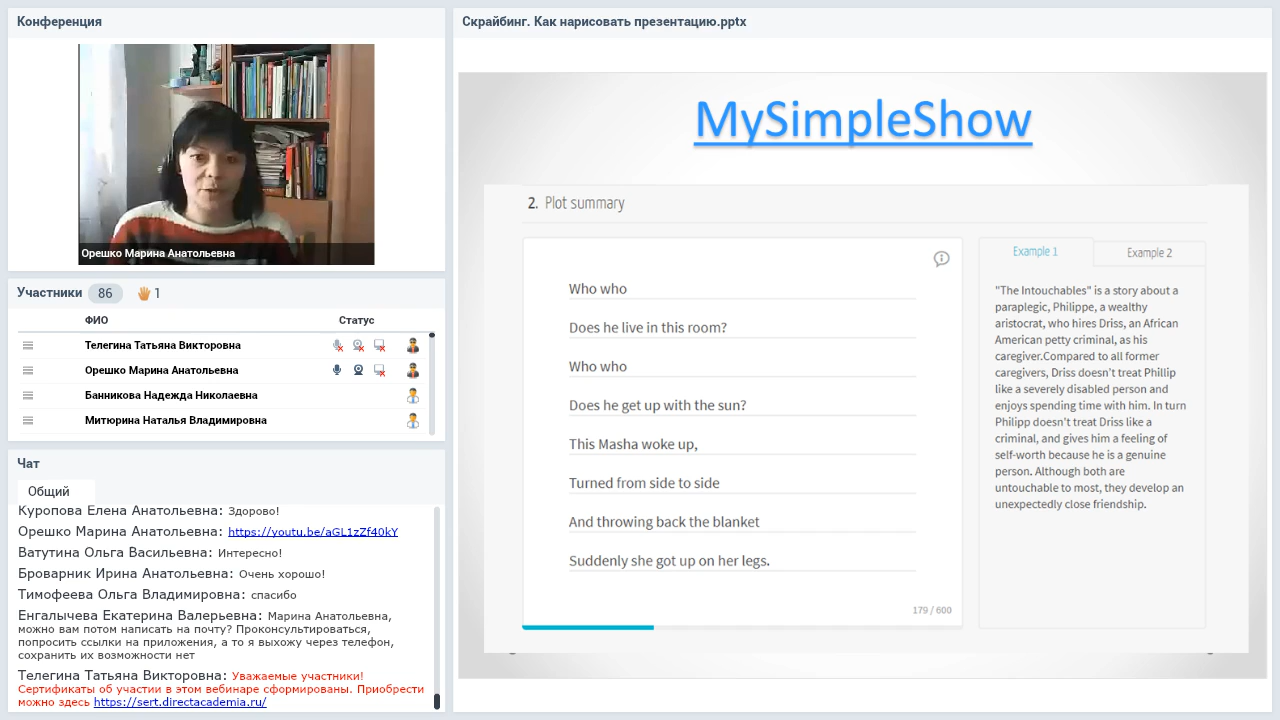 Конференция
Орешко Марина Анатольевна
Участники 86 1
ФИО Статус
Телегина Татьяна Викторовна
Орешко Марина Анатольевна
Банникова Надежда Николаевна
Митюрина Наталья Владимировна
Чат
Общий
Куропова Елена Анатольевна: Здорово!
Орешко Марина Анатольевна: https://youtu.be/aGL1zZf40kY
Ватутина Ольга Васильевна: Интересно!
Броварник Ирина Анатольевна: Очень хорошо!
Тимофеева Ольга Владимировна: спасибо
Енгалычева Екатерина Валерьевна: Марина Анатольевна,
можно вам потом написать на почту? Проконсультироваться,
попросить ссылки на приложения, а то я выхожу через телефон,
сохранить их возможности нет
Телегина Татьяна Викторовна: Уважаемые участники!
Сертификаты об участии в этом вебинаре сформированы. Приобрести
можно здесь https://sert.directacademia.ru/
Скрайбинг. Как нарисовать презентацию.pptx
MySimpleShow
2. Plot summary
Who who
Does he live in this room?
Who who
Does he get up with the sun?
This Masha woke up,
Turned from side to side
And throwing back the blanket
Suddenly she got up on her legs.
179 / 600
Example 1 Example 2
"The Intouchables" is a story about a
paraplegic, Philippe, a wealthy
aristocrat, who hires Driss, an African
American petty criminal, as his
caregiver.Compared to all former
caregivers, Driss doesn't treat Phillip
like a severely disabled person and
enjoys spending time with him. In turn
Philipp doesn't treat Driss like a
criminal, and gives him a feeling of
self-worth because he is a genuine
person. Although both are
untouchable to most, they develop an
unexpectedly close friendship.